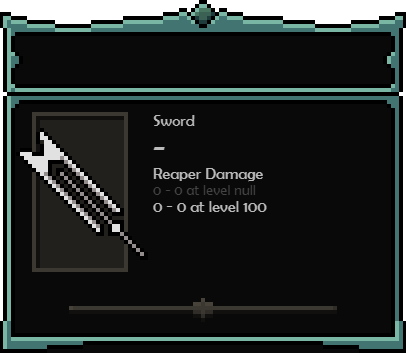 Sword
–
Reaper Damage
0 - 0 at level null
0 - 0 at level 100